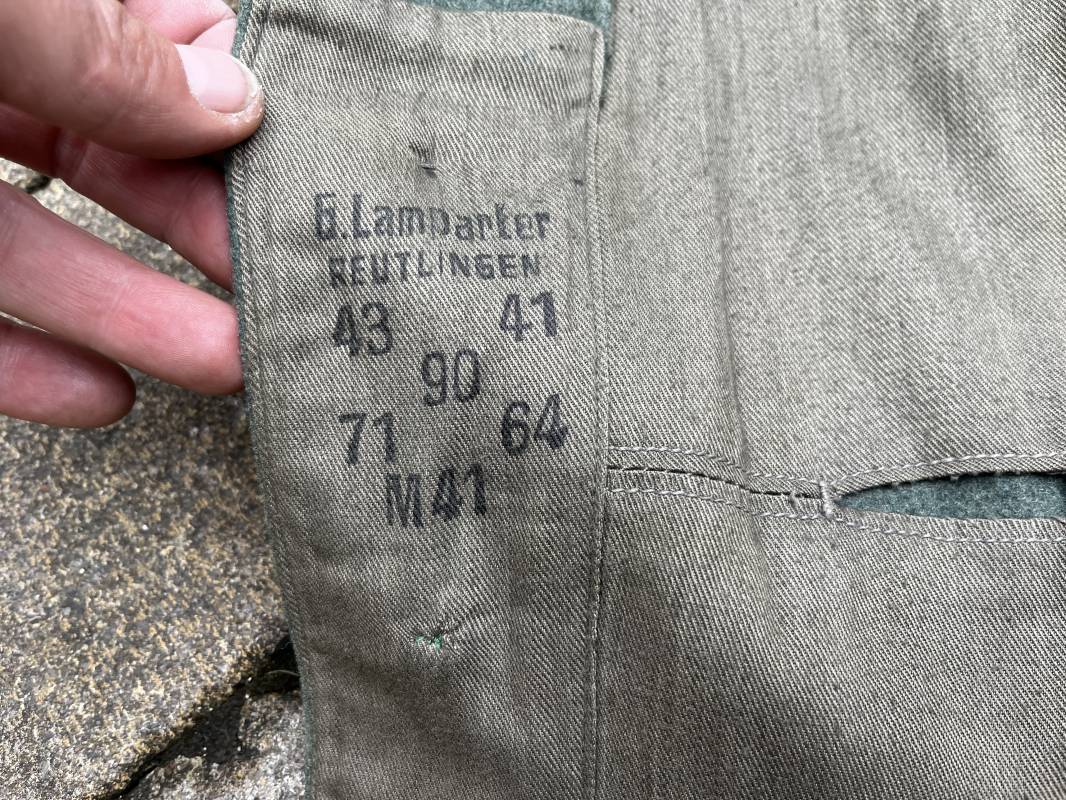 G.Lamparter
REUTLINGEN
43 41
90
71 64
M41